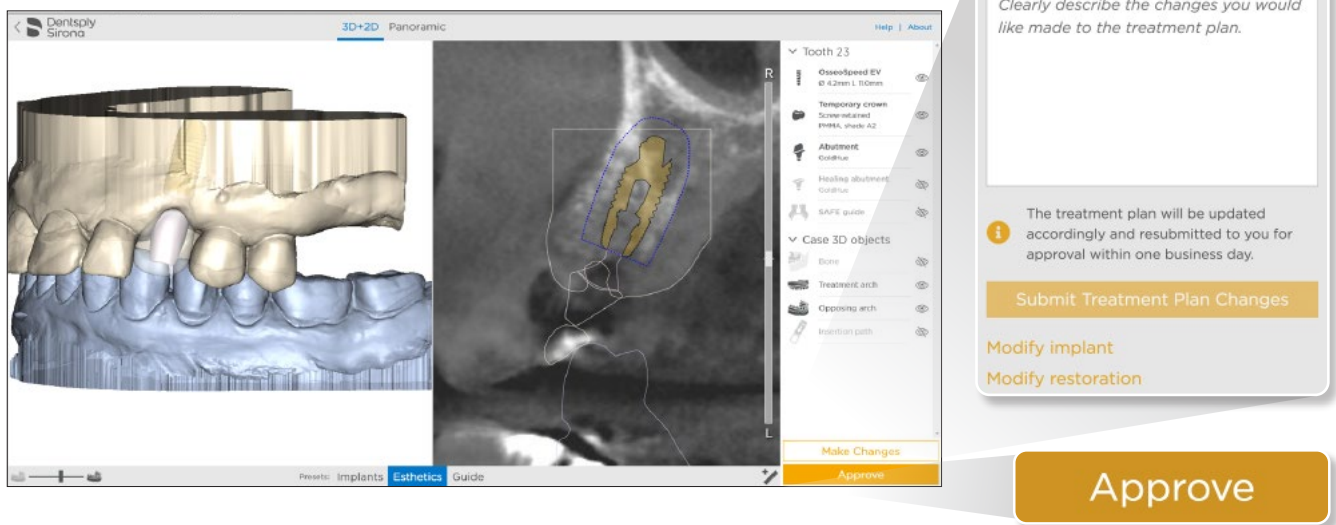 Dentsply
Sirona
3D+2D Panoramic
Help | About
R
L
Tooth 23
OsseoSpeed EV
Ø 4.2mm L 11.0mm
Temporary crown
Screw-retained
PMMA, shade A2
Abutment
GoldHue
Healing abutment
GoldHue
SAFE guide
Case 3D objects
Bone
Treatment arch
Opposing arch
Insertion path
Make Changes
Approve
Presets: Implants Esthetics Guide
Clearly describe the changes you would
like made to the treatment plan.
The treatment plan will be updated
accordingly and resubmitted to you for
approval within one business day.
Submit Treatment Plan Changes
Modify implant
Modify restoration
Approve